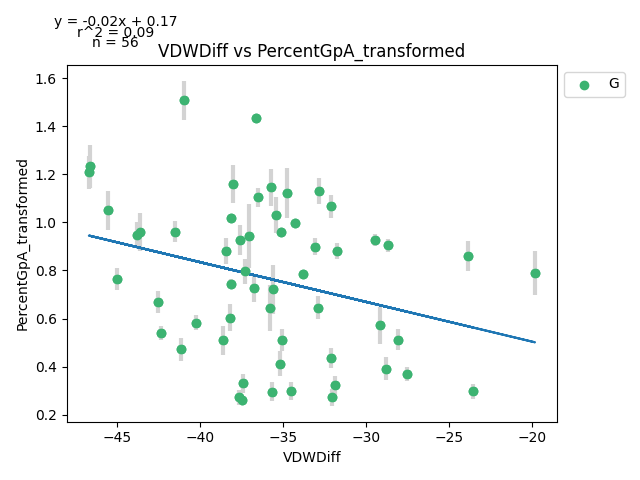 y = -0.02x + 0.17
r^2 = 0.09
n = 56
VDWDiff vs PercentGpA_transformed
G
PercentGpA_transformed
1.6
1.4
1.2
1.0
0.8
0.6
0.4
0.2
−45
−40
−35
−30
−25
−20
VDWDiff